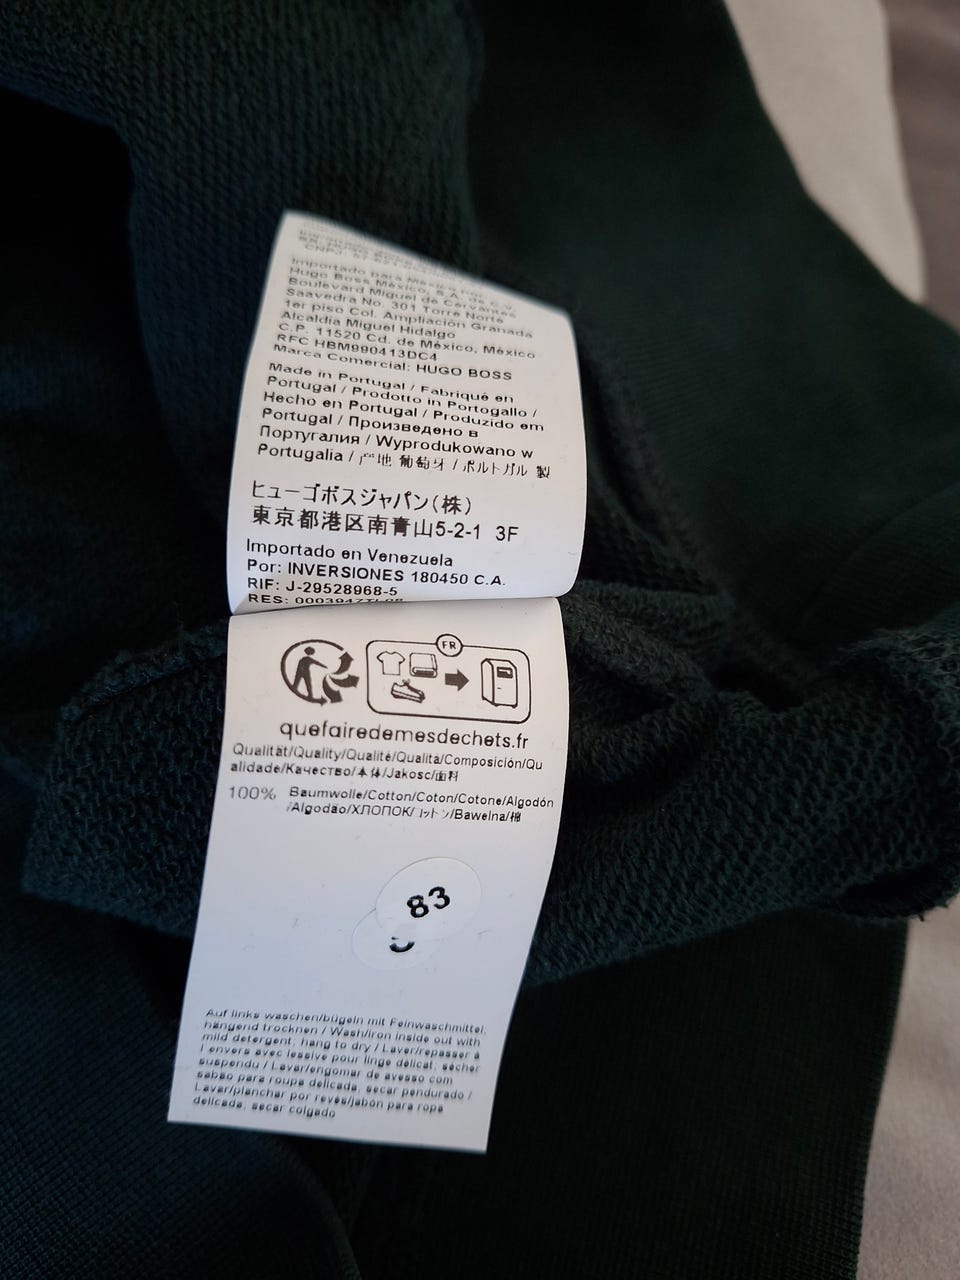 Importado para México por:
Hugo Boss México, S.A. de C.V.
Boulevard Miguel de Cervantes
Saavedra No. 301 Torre Norte
1er piso Col. Ampliación Granada
Alcaldia Miguel Hidalgo
C.P. 11520 Cd. de México, México
RFC HBM990413DC4
Marca Comercial: HUGO BOSS
Made in Portugal / Fabriqué en
Portugal / Prodotto in Portogallo /
Hecho en Portugal / Produzido em
Portugal / Произведено в
Португалия / Wyprodukowano w
Portugalia / 产地 葡萄牙 / ポルトガル 製
ヒューゴボスジャパン(株)
東京都港区南青山5-2-1 3F
Importado en Venezuela
Por: INVERSIONES 180450 C.A.
RIF: J-29528968-5
RES:
FR
quefairedemesdechets.fr
Qualität/Quality/Qualité/Qualita/Composición/Qu
alidade/Качество/本体/Jakosc/面料
100% Baumwolle/Cotton/Coton/Cotone/Algodón
/Algodão/ХЛОПОК/コットン/Bawelna/棉
83
Auf links waschen/bügeln mit Feinwaschmittel,
hängend trocknen / Wash/iron inside out with
mild detergent, hang to dry / Laver/repasser à
l envers avec lessive pour linge délicat, sécher
suspendu / Lavar/engomar de avesso com
sabão para roupa delicada, secar pendurado /
Lavar/planchar por revés/jabón para ropa
delicada, secar colgado